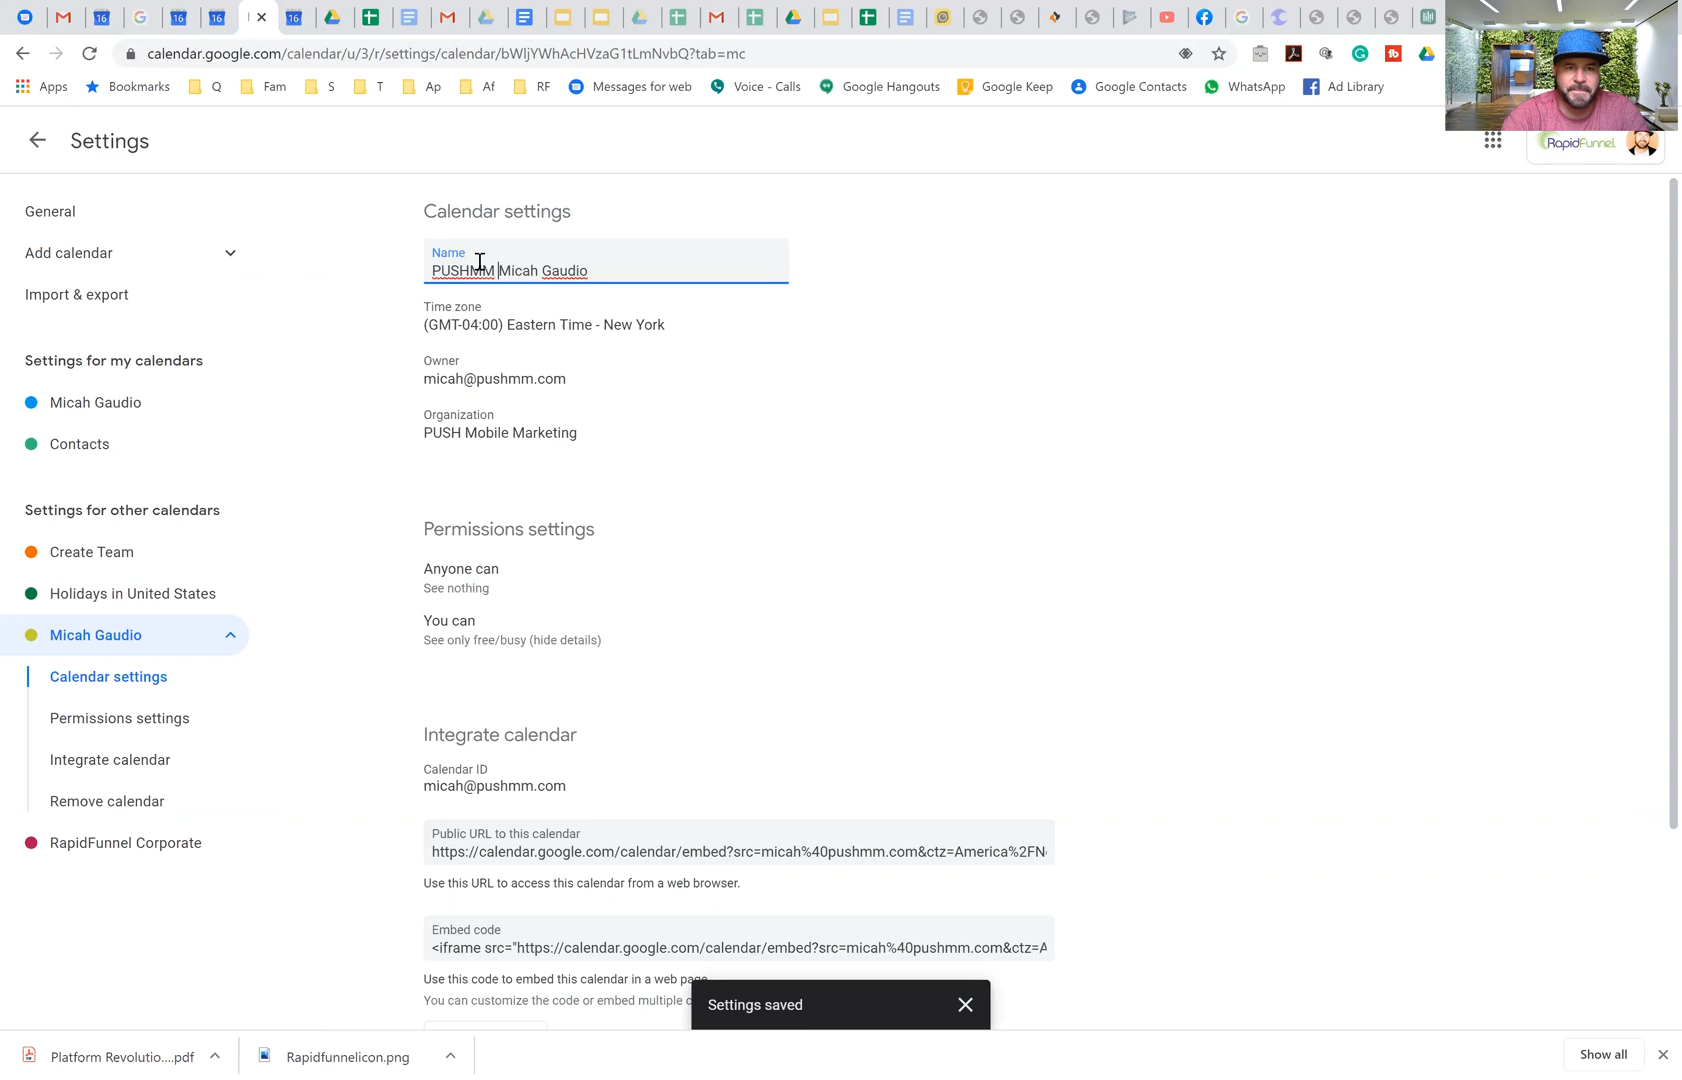 calendar.google.com/calendar/u/3/r/settings/calendar/bWljYWhAcHVzaG1tLmNvbQ?tab=mc
Apps
Bookmarks
Q
Fam
S
T
Ap
Af
RF
Messages for web
Voice - Calls
Google Hangouts
Google Keep
Google Contacts
WhatsApp
Ad Library
Settings
RapidFunnel
General
Add calendar
Import & export
Settings for my calendars
Micah Gaudio
Contacts
Settings for other calendars
Create Team
Holidays in United States
Micah Gaudio
Calendar settings
Permissions settings
Integrate calendar
Remove calendar
RapidFunnel Corporate
Calendar settings
Name
PUSHMM Micah Gaudio
Time zone
(GMT-04:00) Eastern Time - New York
Owner
micah@pushmm.com
Organization
PUSH Mobile Marketing
Permissions settings
Anyone can
See nothing
You can
See only free/busy (hide details)
Integrate calendar
Calendar ID
micah@pushmm.com
Public URL to this calendar
https://calendar.google.com/calendar/embed?src=micah%40pushmm.com&ctz=America%2FN
Use this URL to access this calendar from a web browser.
Embed code
<iframe src="https://calendar.google.com/calendar/embed?src=micah%40pushmm.com&ctz=A
Use this code to embed this calendar in a web page.
You can customize the code or embed multiple
Settings saved
Platform Revolutio....pdf
Rapidfunnelicon.png
Show all